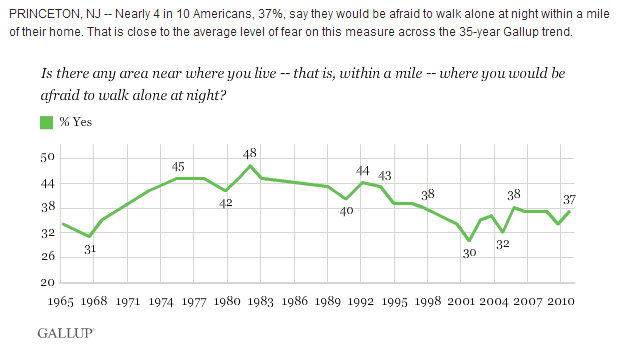 PRINCETON, NJ -- Nearly 4 in 10 Americans, 37%, say they would be afraid to walk alone at night within a mile
of their home. That is close to the average level of fear on this measure across the 35-year Gallup trend.
Is there any area near where you live -- that is, within a mile -- where you would be
afraid to walk alone at night?
% Yes
50
44
38
32
26
20
31
45
42
48
40
44
43
38
30
32
38
37
1965 1968 1971 1974 1977 1980 1983 1986 1989 1992 1995 1998 2001 2004 2007 2010
GALLUP